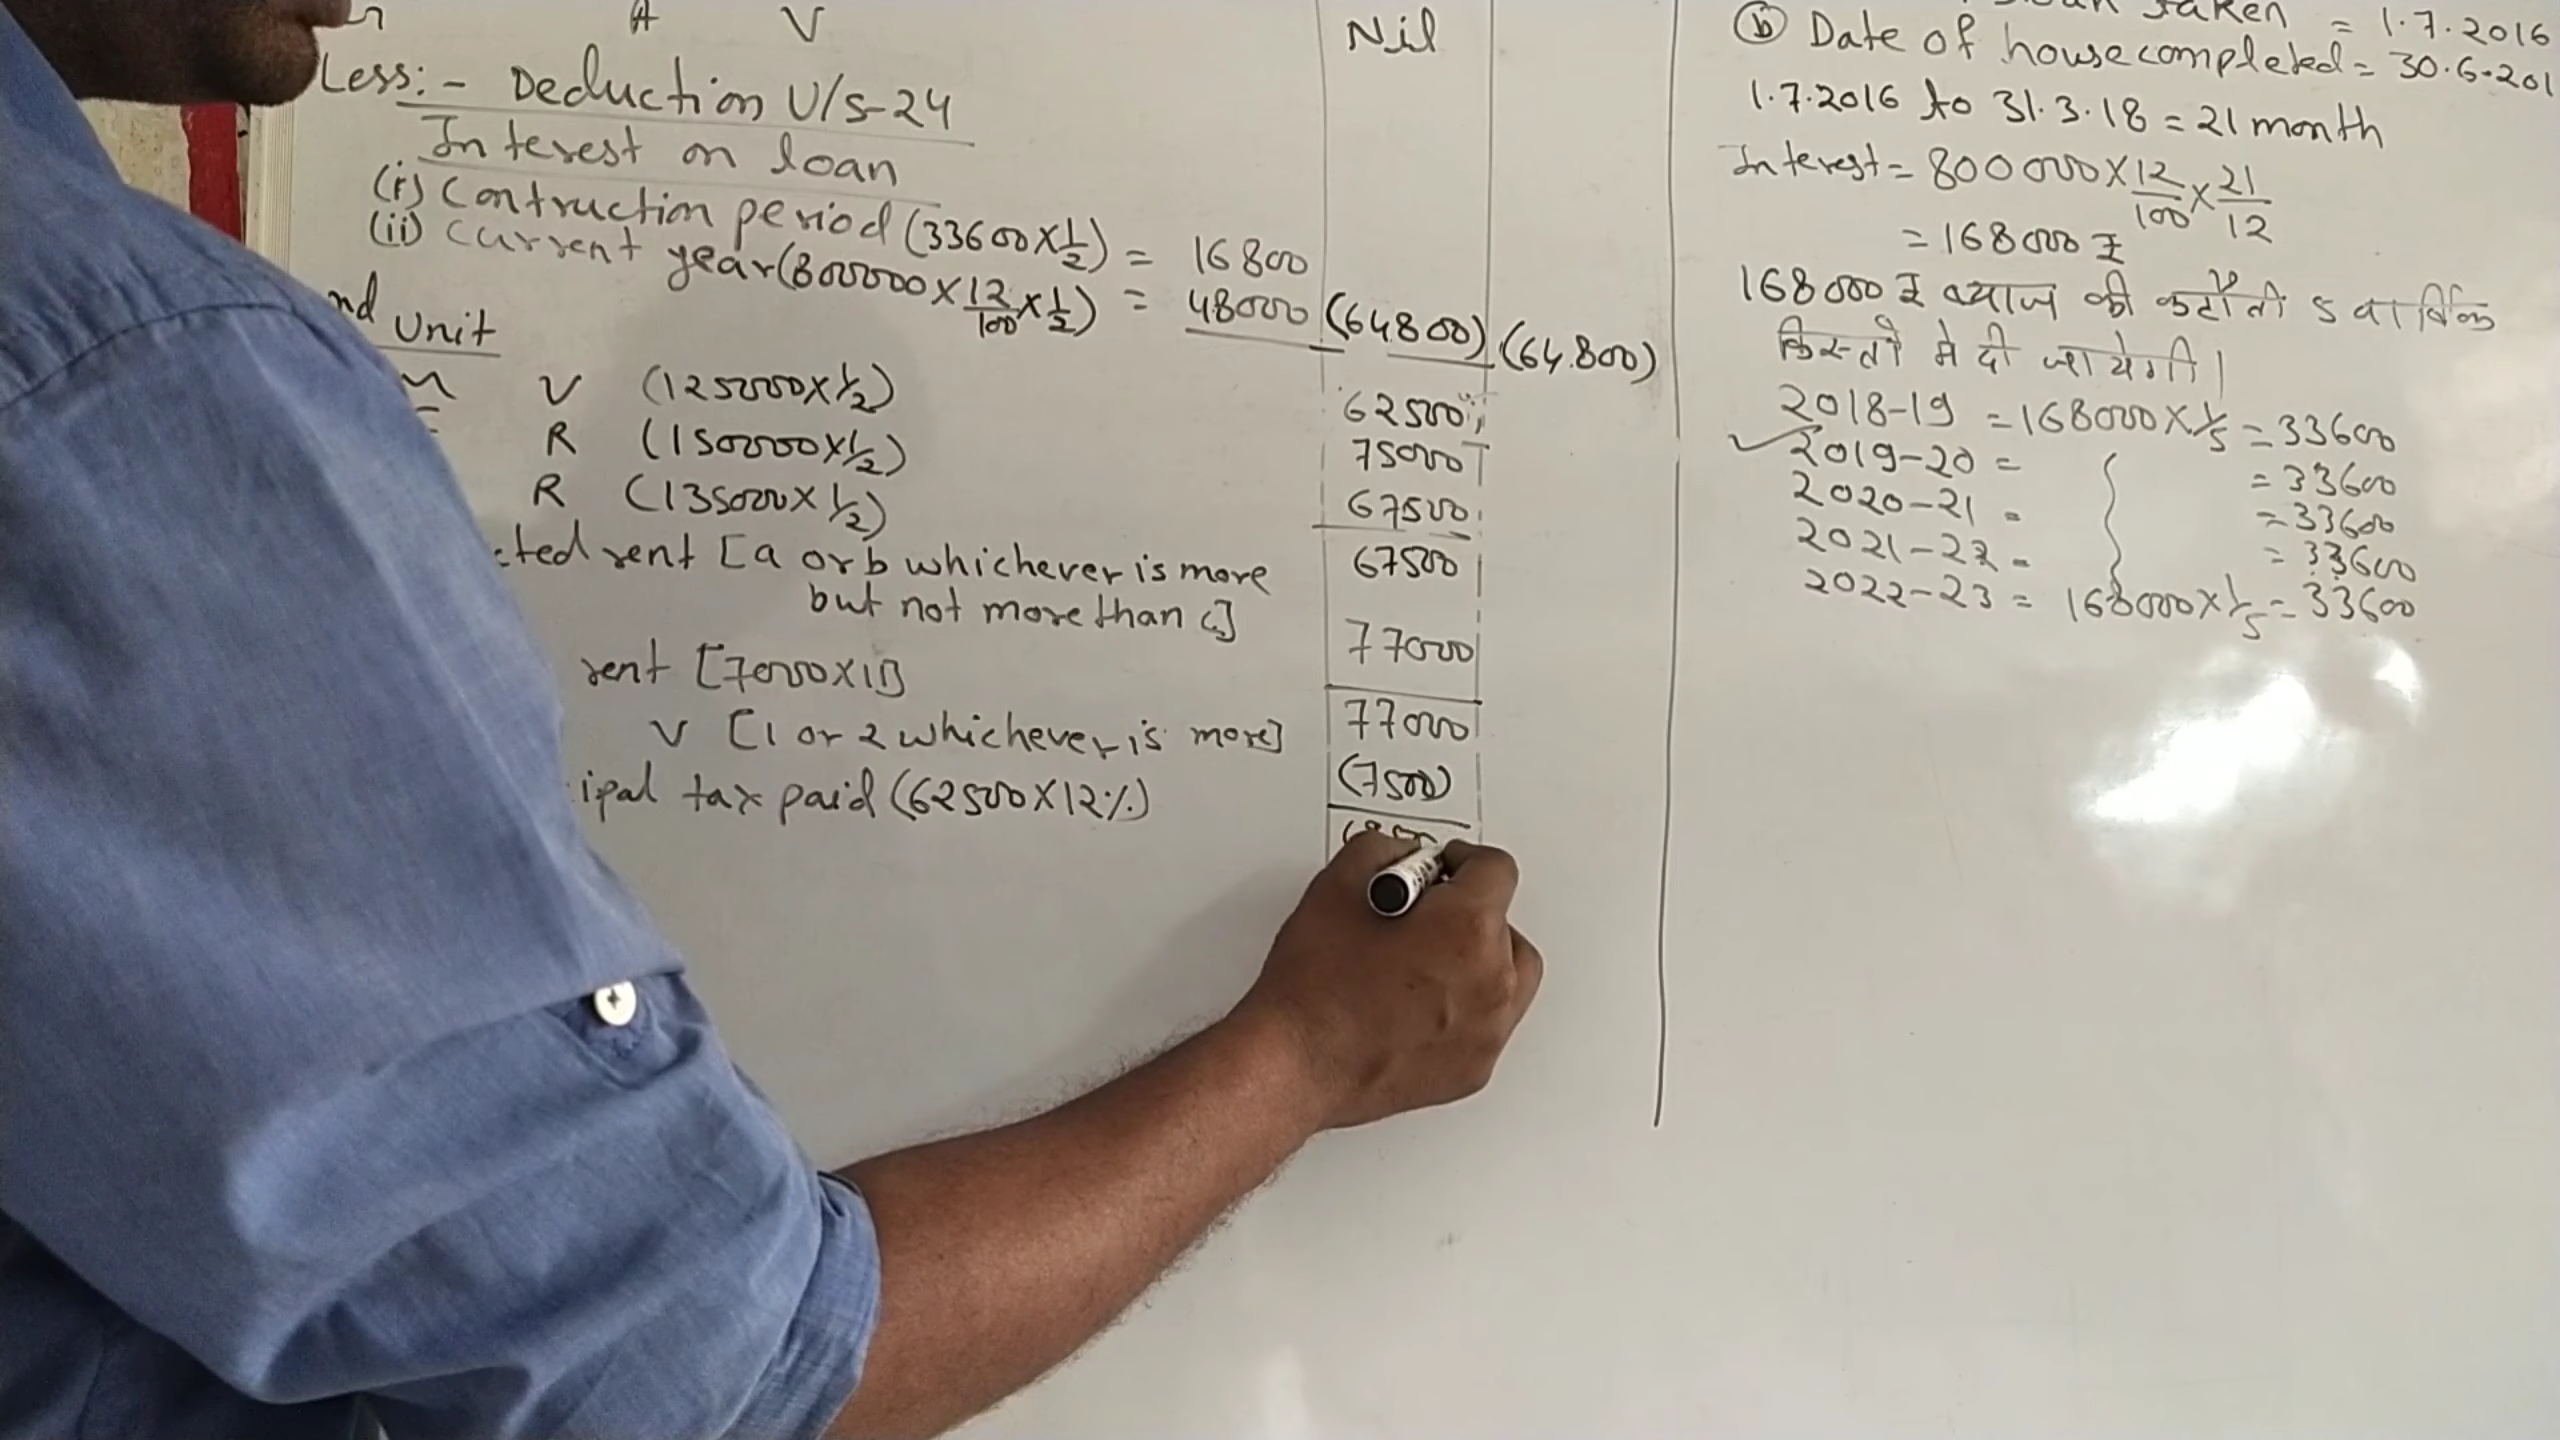 A V Nil
Less:- Deduction U/s-24
Interest on loan
(i) Contruction period (33600×1/2) = 16800
(ii) Current year (800000×12/100×1/2) = 48000 (64800) (64800)
nd Unit
V (125000×1/2) 62500
R (150000×1/2) 75000
R (135000×1/2) 67500
cted rent [a or b whichever is more 67500
but not more than c]
rent [7000×11] 77000
V [1 or 2 whichever is more] 77000
ipal tax paid (62500×12%) (7500)
taken = 1.7.2016
(b) Date of house completed = 30.6.201
1.7.2016 to 31.3.18 = 21 month
Interest = 800000×12/100×21/12
= 168000 ₹
168000 ₹ ब्याज की कटौती 5 वार्षिक
किस्तो मे दी जायेगी।
2018-19 = 168000×1/5 = 33600
✓2019-20 = = 33600
2020-21 = = 33600
2021-22 = = 33600
2022-23 = 168000×1/5 = 33600